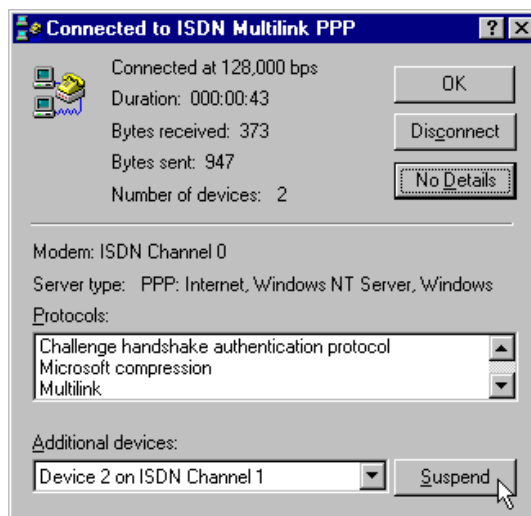 Connected to ISDN Multilink PPP
Connected at 128,000 bps
Duration: 000:00:43
Bytes received: 373
Bytes sent: 947
Number of devices: 2
OK
Disconnect
No Details
Modem: ISDN Channel 0
Server type: PPP: Internet, Windows NT Server, Windows
Protocols:
Challenge handshake authentication protocol
Microsoft compression
Multilink
Additional devices:
Device 2 on ISDN Channel 1
Suspend